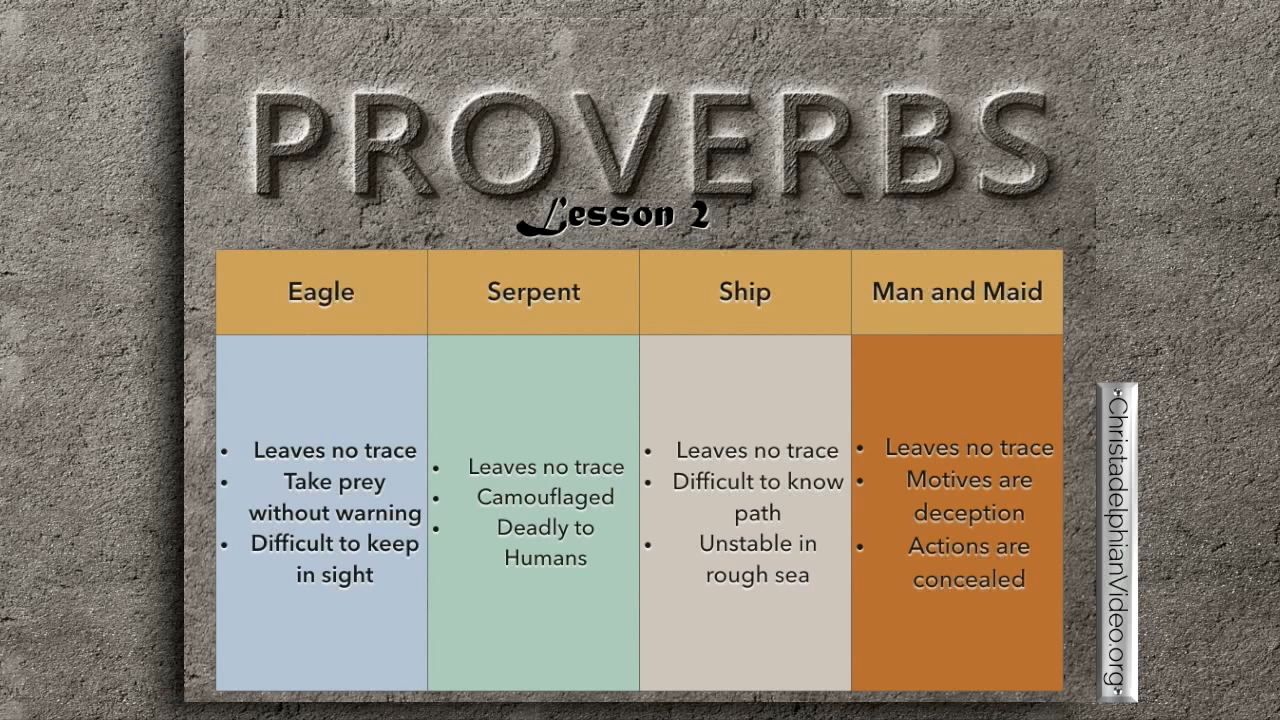 PROVERBS
Lesson 2
Eagle
Serpent
Ship
Man and Maid
• Leaves no trace
• Take prey
without warning
• Difficult to keep
in sight
• Leaves no trace
• Camouflaged
• Deadly to
Humans
• Leaves no trace
• Difficult to know
path
• Unstable in
rough sea
• Leaves no trace
• Motives are
deception
• Actions are
concealed
ChristadelphianVideo.org